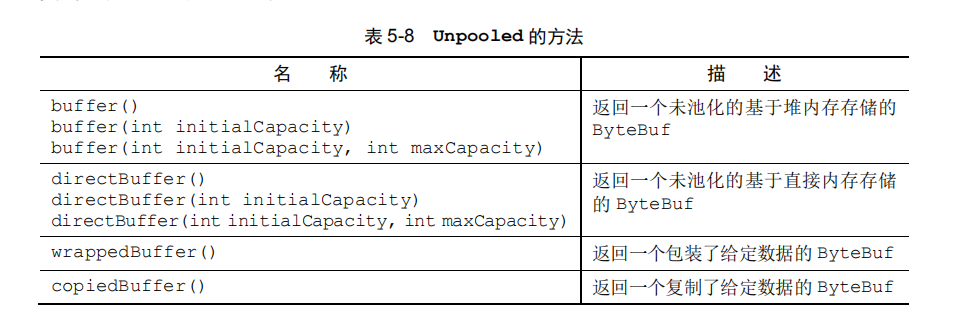 表 5-8 Unpooled 的方法
名 称 描 述
buffer() 返回一个未池化的基于堆内存存储的
buffer(int initialCapacity) ByteBuf
buffer(int initialCapacity, int maxCapacity)
directBuffer() 返回一个未池化的基于直接内存存储
directBuffer(int initialCapacity) 的 ByteBuf
directBuffer(int initialCapacity, int maxCapacity)
wrappedBuffer() 返回一个包装了给定数据的 ByteBuf
copiedBuffer() 返回一个复制了给定数据的 ByteBuf